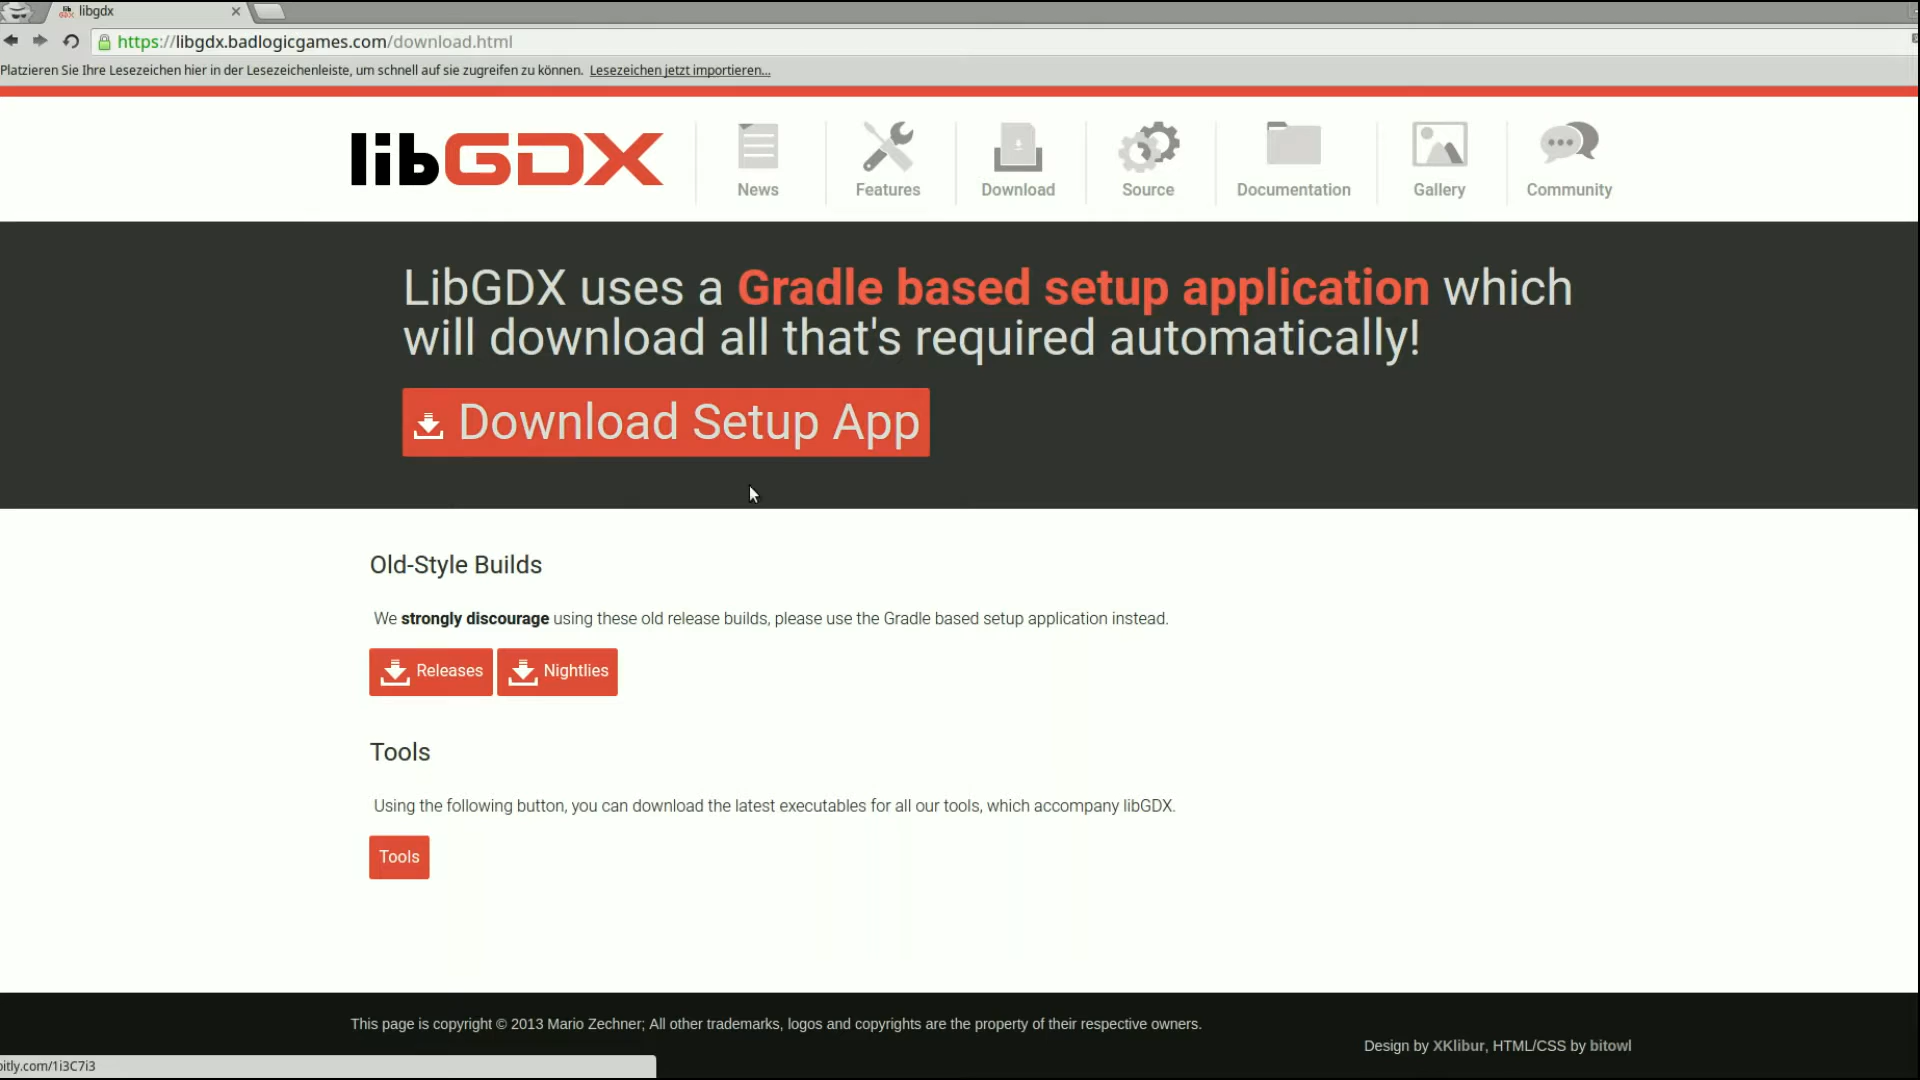 libgdx
https://libgdx.badlogicgames.com/download.html
Platzieren Sie Ihre Lesezeichen hier in der Lesezeichenleiste, um schnell auf sie zugreifen zu können. Lesezeichen jetzt importieren...
libGDX
News
Features
Download
Source
Documentation
Gallery
Community
LibGDX uses a Gradle based setup application which
will download all that's required automatically!
Download Setup App
Old-Style Builds
We strongly discourage using these old release builds, please use the Gradle based setup application instead.
Releases
Nightlies
Tools
Using the following button, you can download the latest executables for all our tools, which accompany libGDX.
Tools
This page is copyright © 2013 Mario Zechner; All other trademarks, logos and copyrights are the property of their respective owners.
Design by XKlibur, HTML/CSS by bitowl
bitly.com/1i3C7i3